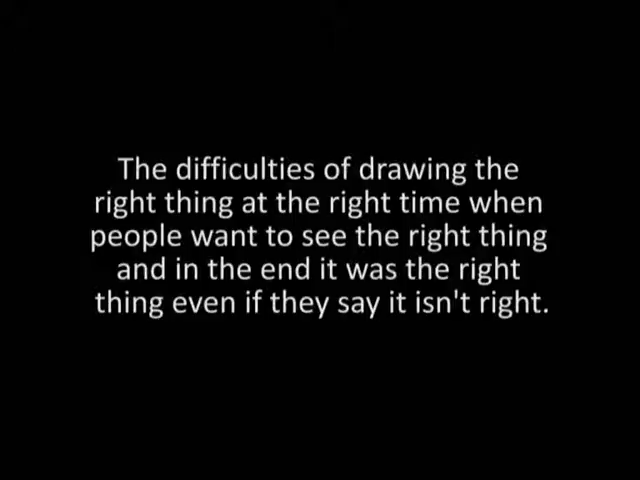 The difficulties of drawing the
right thing at the right time when
people want to see the right thing
and in the end it was the right
thing even if they say it isn't right.